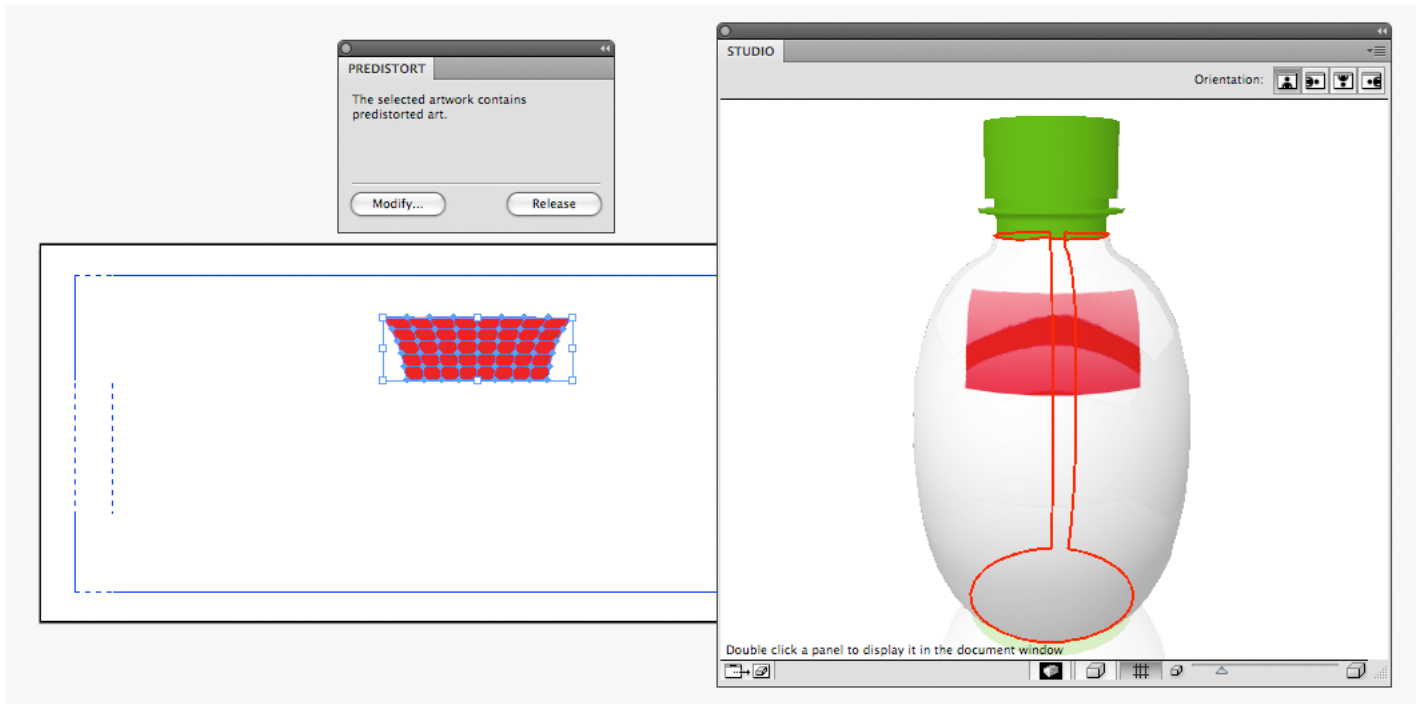 PREDISTORT
The selected artwork contains
predistorted art.
Modify...
Release
STUDIO
Orientation:
Double click a panel to display it in the document window